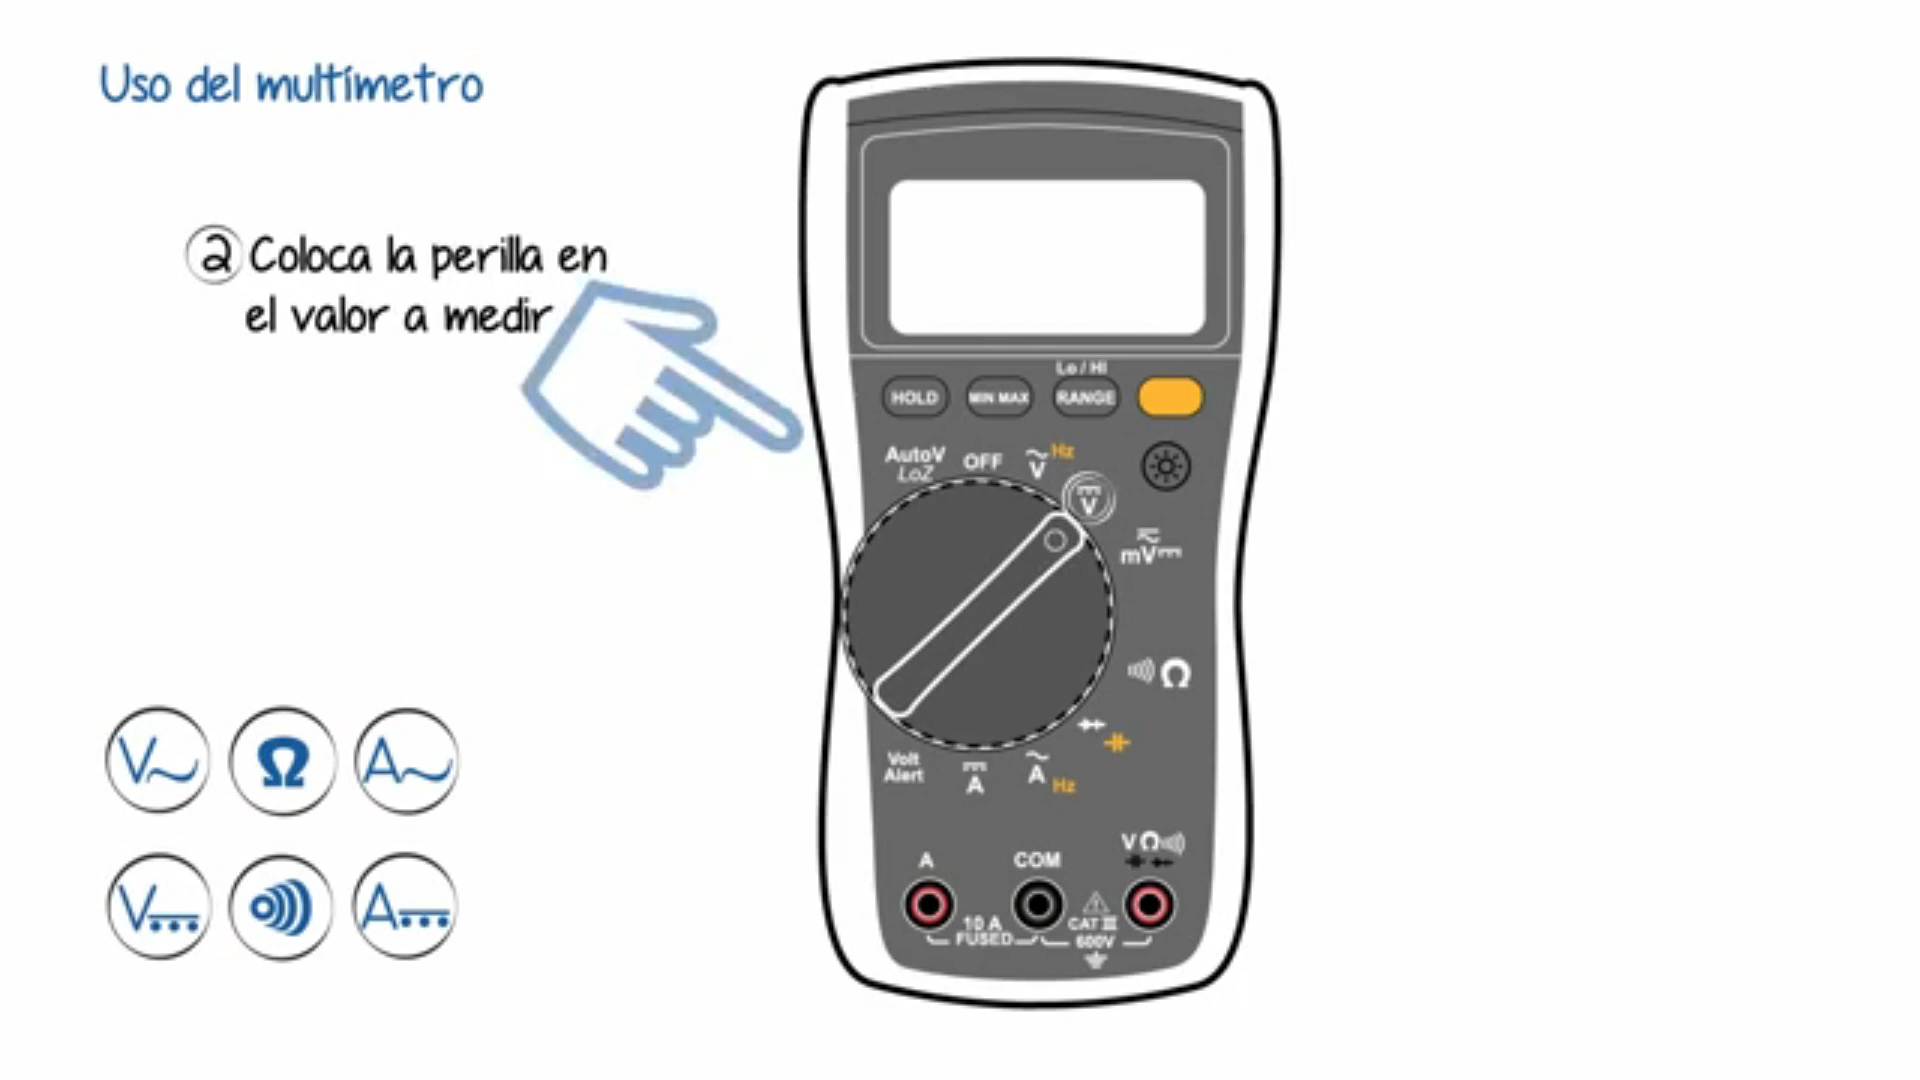 Uso del multímetro
2 Coloca la perilla en
el valor a medir
Lo / HI
HOLD MIN MAX RANGE
AutoV OFF ~ Hz
LoZ V
V
mV
Ω
Volt
Alert
A
~
A Hz
V~ Ω A~
V A
V Ω
A COM
10 A CAT III
FUSED 600V